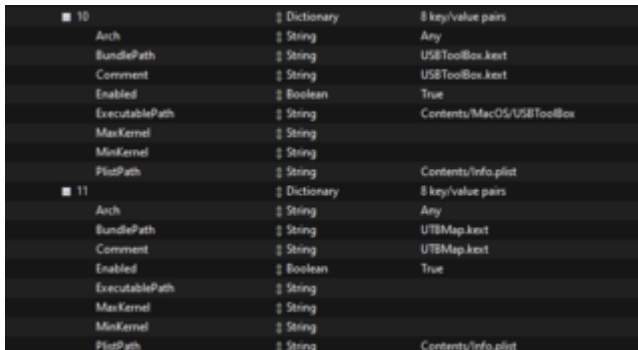 10 Dictionary 8 key/value pairs
Arch String Any
BundlePath String USBToolBox.kext
Comment String USBToolBox.kext
Enabled Boolean True
ExecutablePath String Contents/MacOS/USBToolBox
MaxKernel String
MinKernel String
PlistPath String Contents/Info.plist
11 Dictionary 8 key/value pairs
Arch String Any
BundlePath String UTBMap.kext
Comment String UTBMap.kext
Enabled Boolean True
ExecutablePath String
MaxKernel String
MinKernel String
PlistPath String Contents/Info.plist